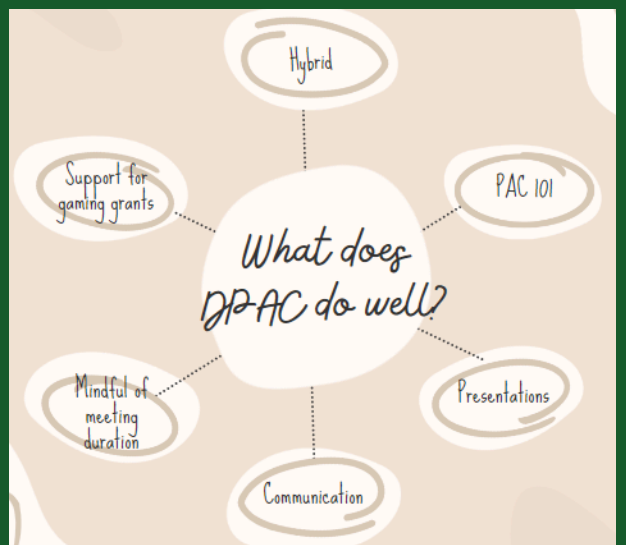 Hybrid
Support for
gaming grants
PAC 101
What does
DPAC do well?
Mindful of
meeting
duration
Presentations
Communication